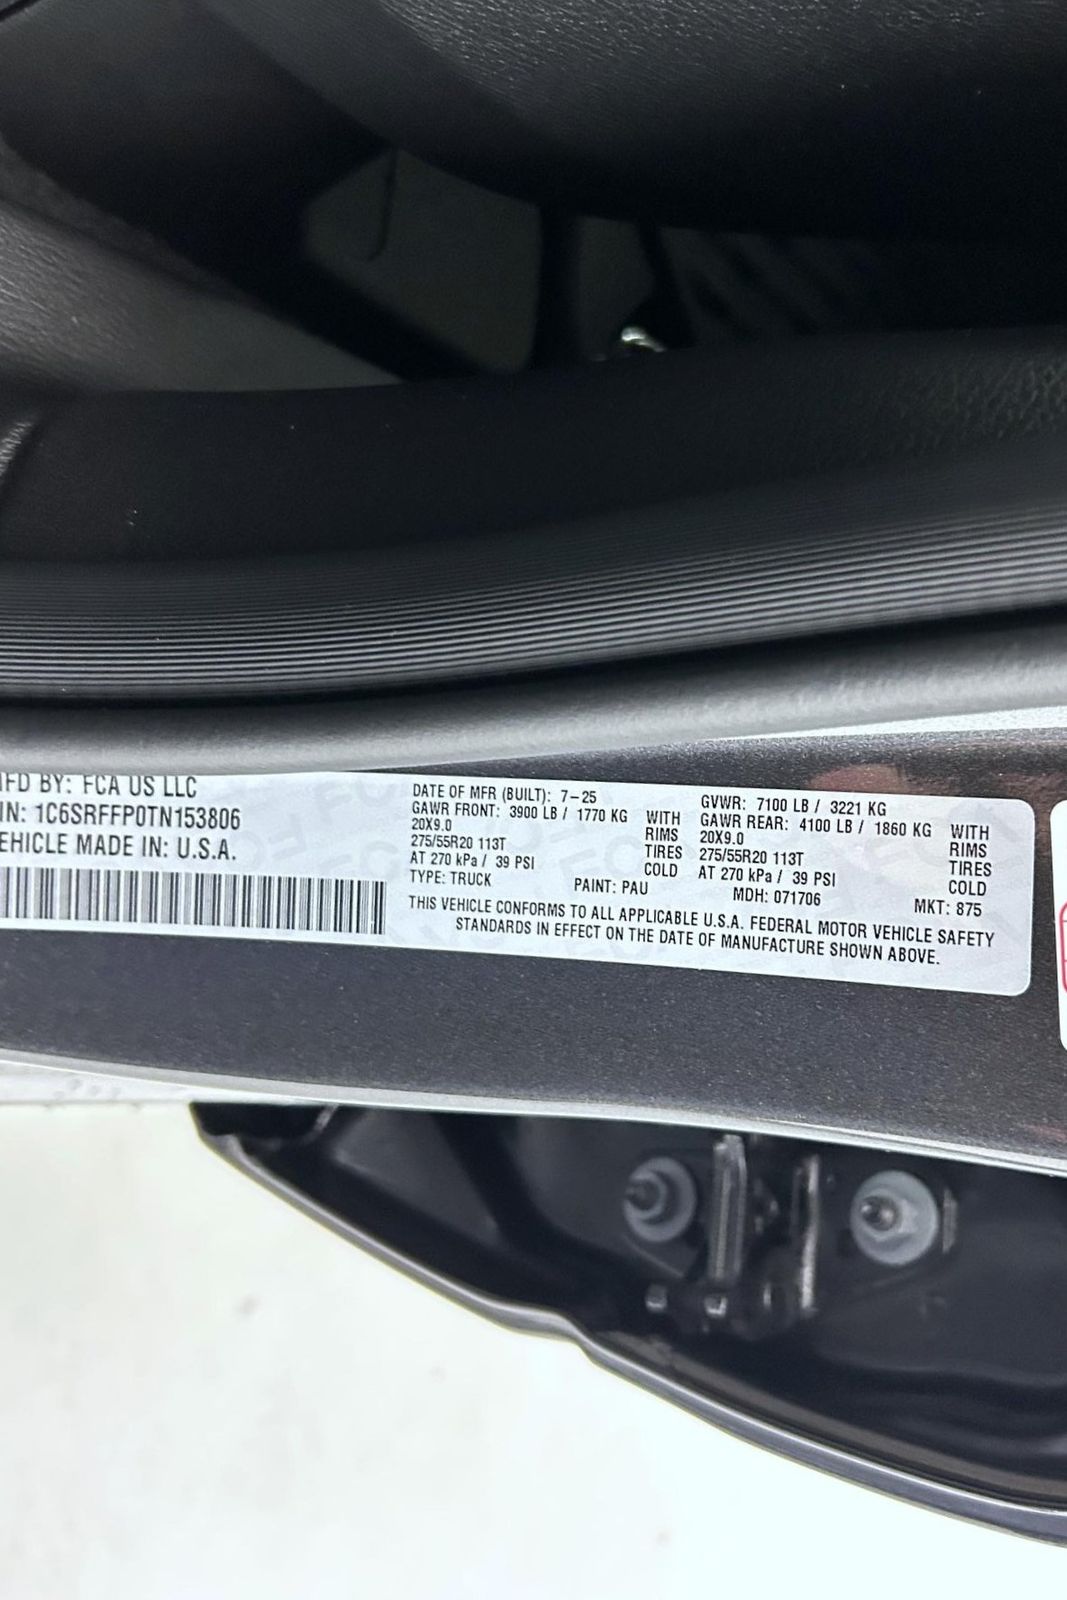 MFD BY: FCA US LLC
VIN: 1C6SRFFP0TN153806
VEHICLE MADE IN: U.S.A.
DATE OF MFR (BUILT): 7-25
GAWR FRONT: 3900 LB / 1770 KG WITH
20X9.0 RIMS
275/55R20 113T TIRES
AT 270 kPa / 39 PSI COLD
TYPE: TRUCK PAINT: PAU
GVWR: 7100 LB / 3221 KG
GAWR REAR: 4100 LB / 1860 KG WITH
20X9.0 RIMS
275/55R20 113T TIRES
AT 270 kPa / 39 PSI COLD
MDH: 071706 MKT: 875
THIS VEHICLE CONFORMS TO ALL APPLICABLE U.S.A. FEDERAL MOTOR VEHICLE SAFETY
STANDARDS IN EFFECT ON THE DATE OF MANUFACTURE SHOWN ABOVE.